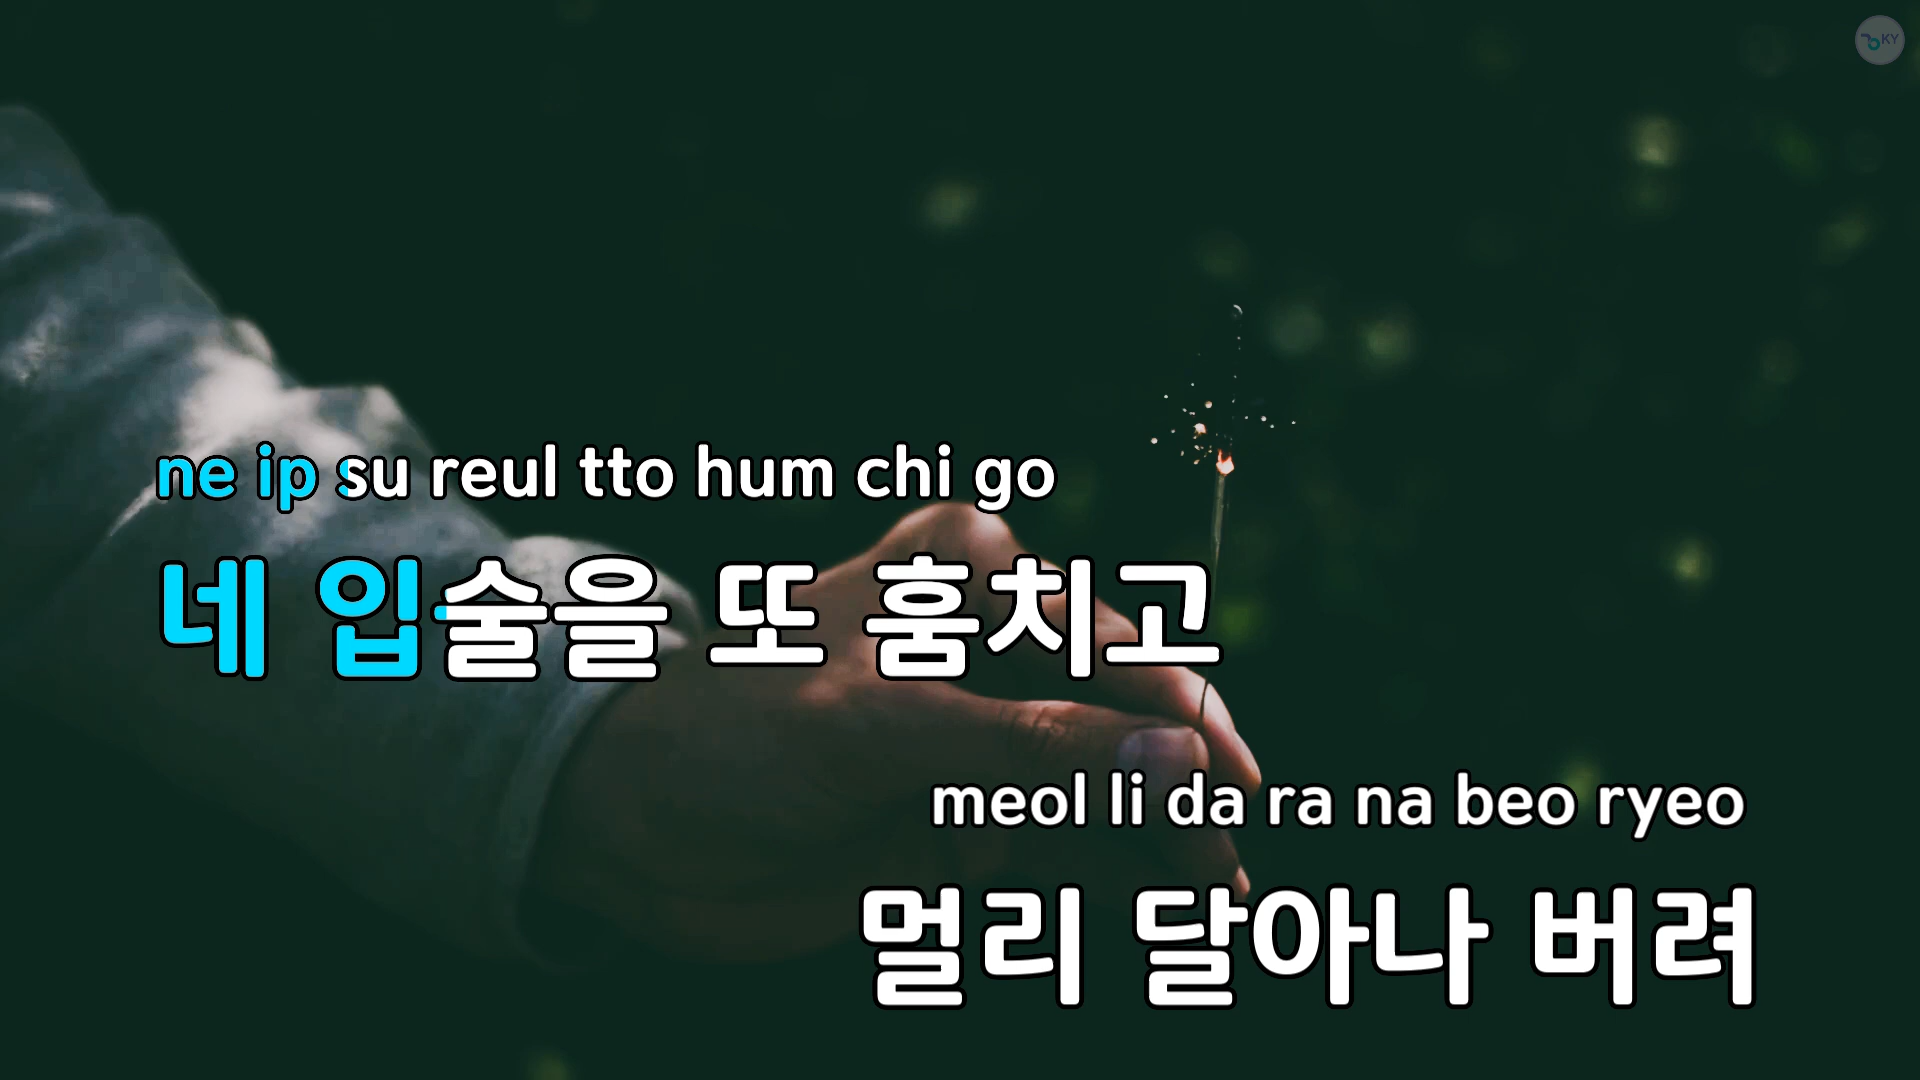 KY
ne ip su reul tto hum chi go
네 입술을 또 훔치고
meol li da ra na beo ryeo
멀리 달아나 버려